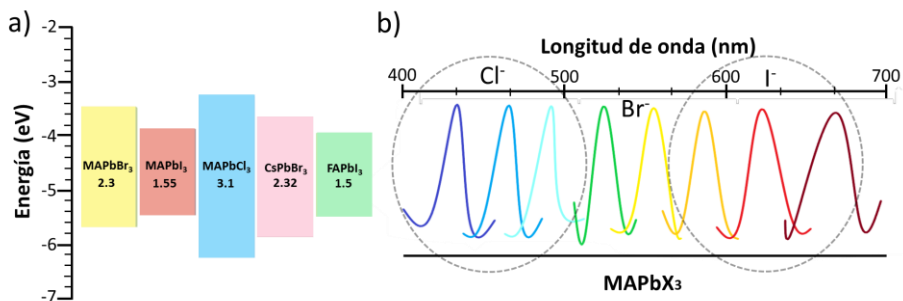 a)
Energía (eV)
-2
-3
-4
-5
-6
-7
MAPbBr3
2.3
MAPbI3
1.55
MAPbCl3
3.1
CsPbBr3
2.32
FAPbI3
1.5
b)
Longitud de onda (nm)
400 500 600 700
Cl-
Br-
I-
MAPbX3